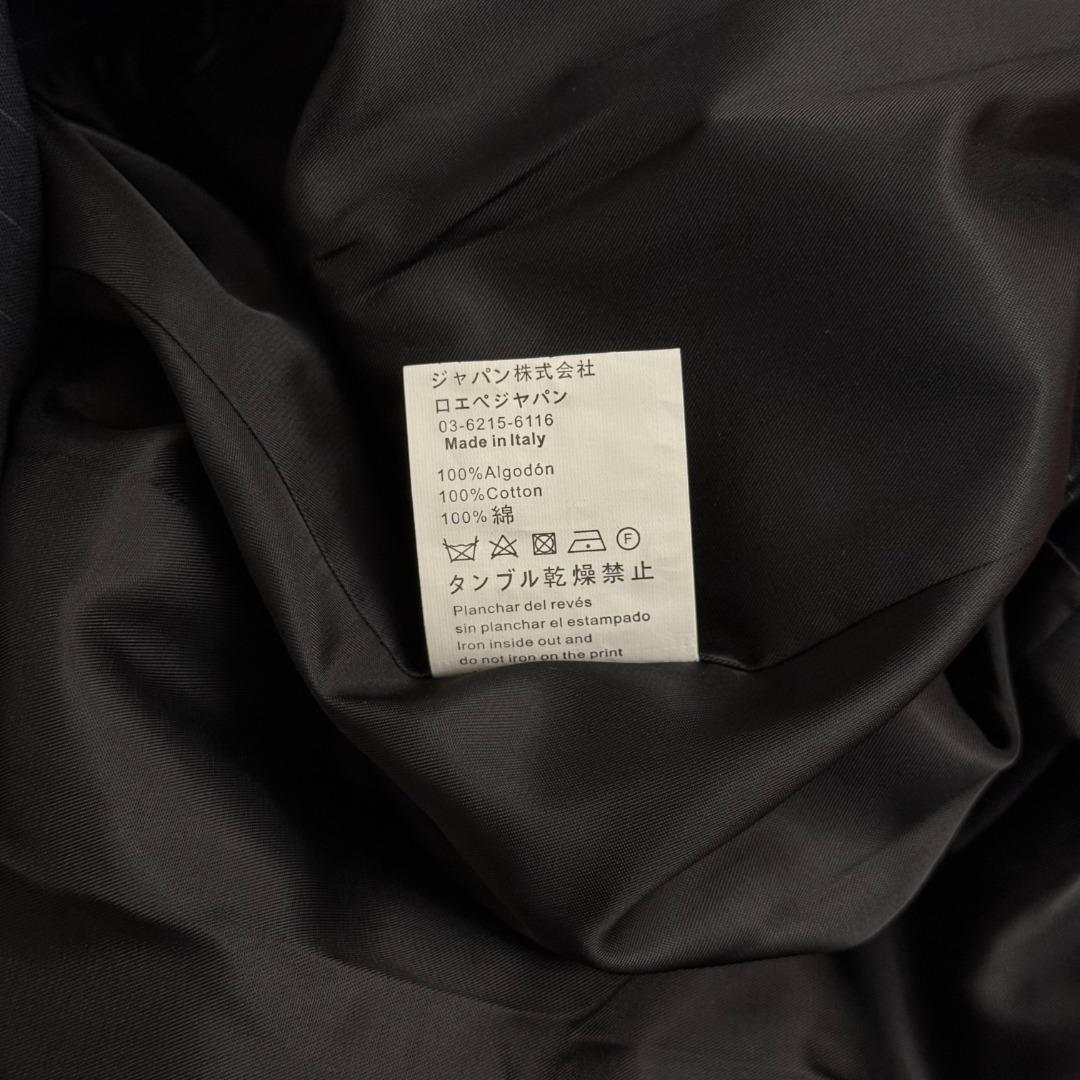 ジャパン株式会社
ロエベジャパン
03-6215-6116
Made in Italy
100%Algodón
100%Cotton
100%綿
F
タンブル乾燥禁止
Planchar del revés
sin planchar el estampado
Iron inside out and
do not iron on the print